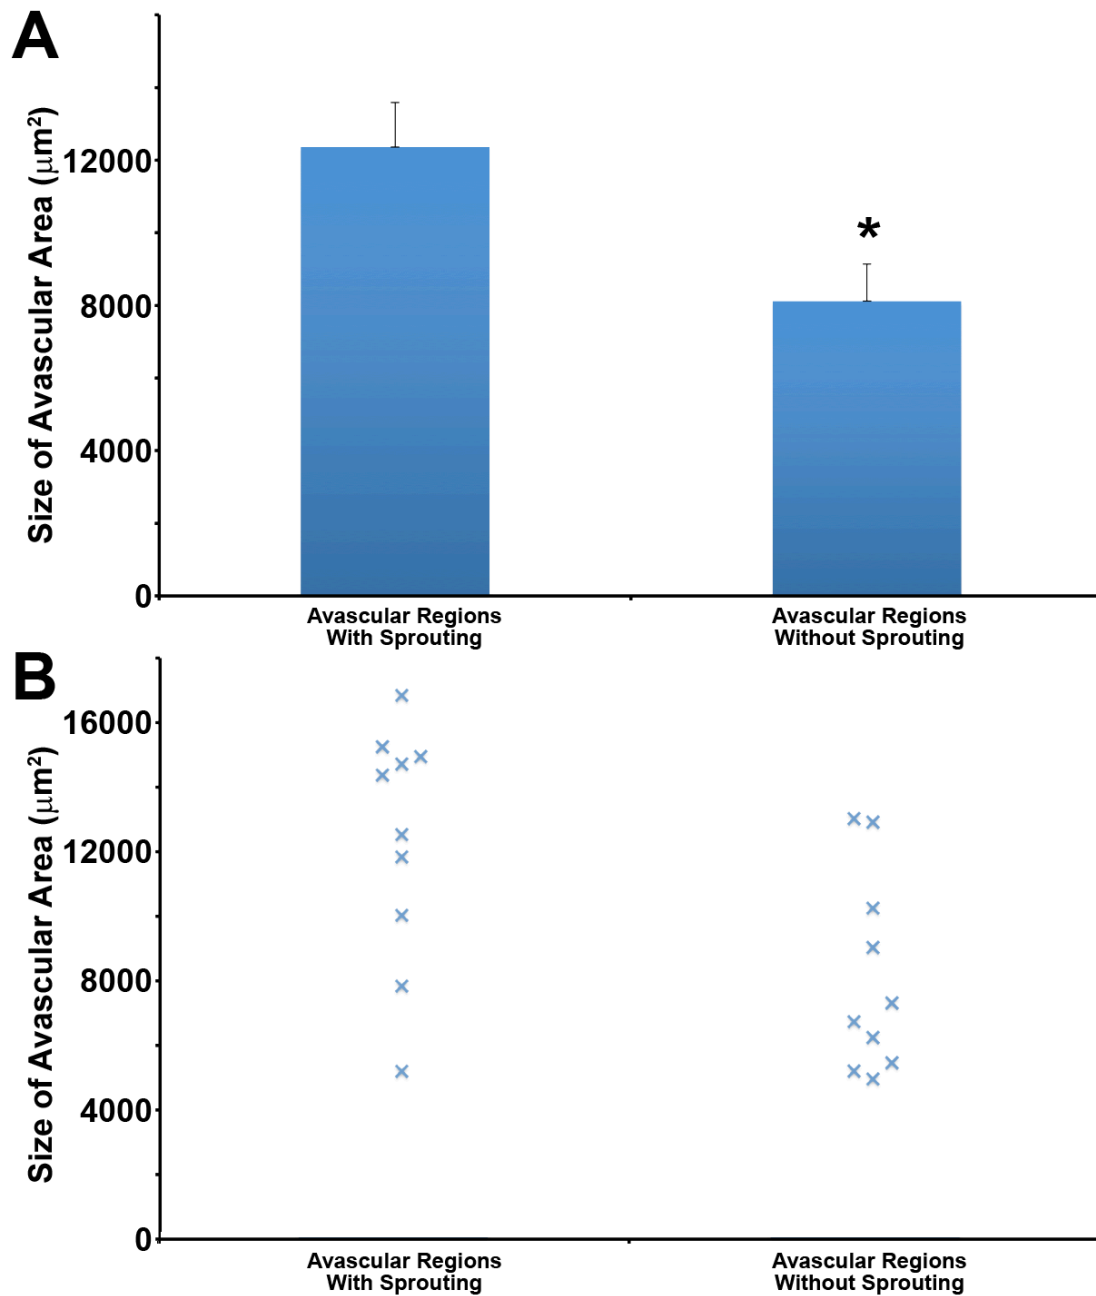 A
Size of Avascular Area (μm²)
12000
8000
4000
0
*
Avascular Regions
With Sprouting
Avascular Regions
Without Sprouting
B
Size of Avascular Area (μm²)
16000
12000
8000
4000
0
Avascular Regions
With Sprouting
Avascular Regions
Without Sprouting